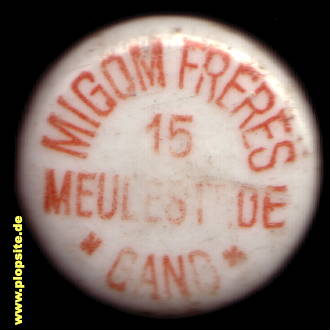 MIGOM FRERES
15
MEULESTEDE
" GAND "
www.plopsite.de